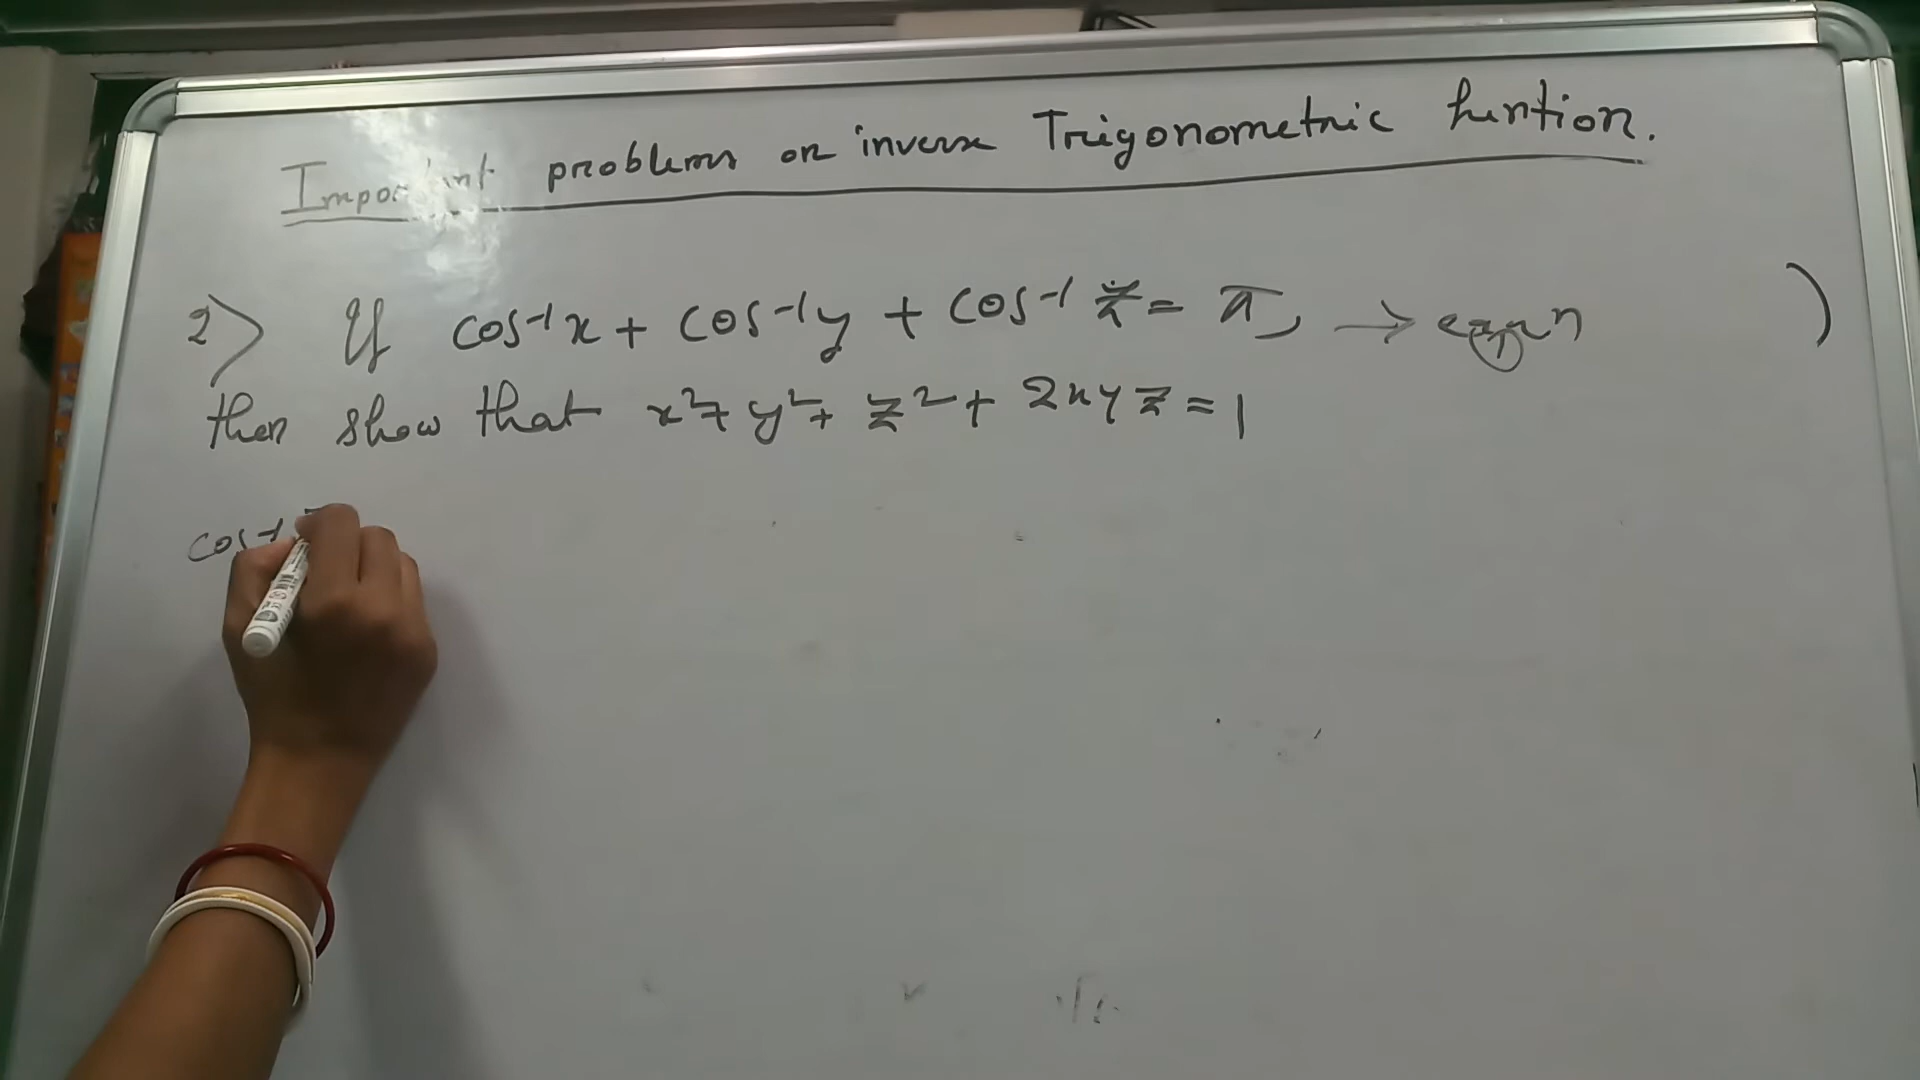 Important problems on inverse Trigonometric function.
2> If cos⁻¹x + cos⁻¹y + cos⁻¹z = π, → eqn 1
then show that x² + y² + z² + 2xyz = 1
cos⁻¹